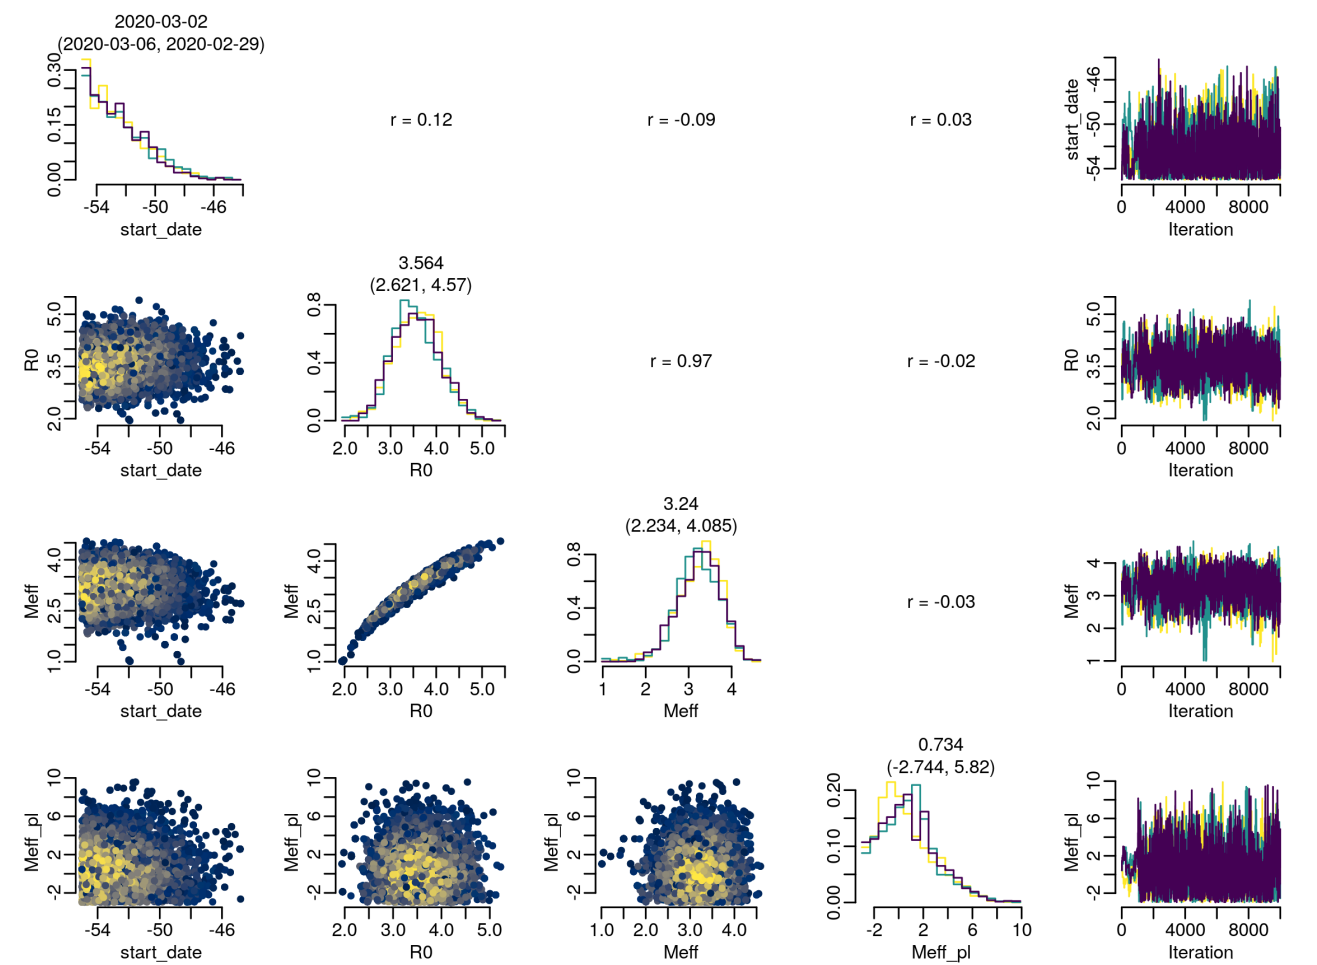 2020-03-02
(2020-03-06, 2020-02-29)
0.00 0.15 0.30
-54 -50 -46
start_date
r = 0.12
r = -0.09
r = 0.03
start_date
-54 -50 -46
0 4000 8000
Iteration
R0
2.0 3.5 5.0
-54 -50 -46
start_date
3.564
(2.621, 4.57)
0.0 0.4 0.8
2.0 3.0 4.0 5.0
R0
r = 0.97
r = -0.02
R0
2.0 3.5 5.0
0 4000 8000
Iteration
Meff
1.0 2.5 4.0
-54 -50 -46
start_date
Meff
1.0 2.5 4.0
2.0 3.0 4.0 5.0
R0
3.24
(2.234, 4.085)
0.0 0.4 0.8
1 2 3 4
Meff
r = -0.03
Meff
1 2 3 4
0 4000 8000
Iteration
Meff_pl
-2 2 6 10
-54 -50 -46
start_date
Meff_pl
-2 2 6 10
2.0 3.0 4.0 5.0
R0
Meff_pl
-2 2 6 10
1.0 2.0 3.0 4.0
Meff
0.734
(-2.744, 5.82)
0.00 0.10 0.20
-2 2 6 10
Meff_pl
Meff_pl
-2 2 6 10
0 4000 8000
Iteration